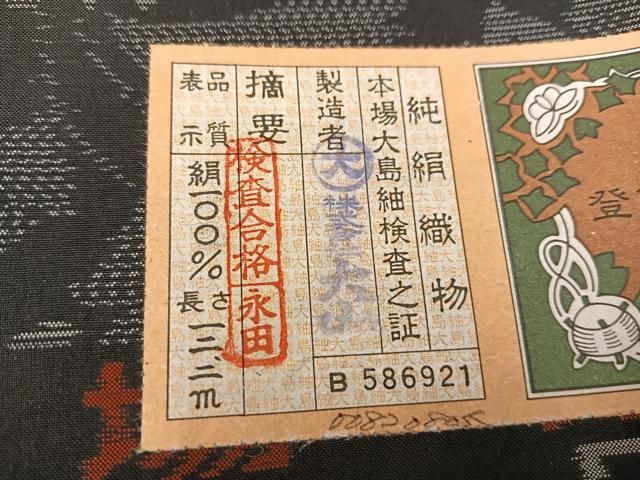 純絹織物
本場大島紬検査之証
製造者
大
B 586921
摘要
検査合格 永田
品質表示
絹一〇〇%
長さ一二.二m
登